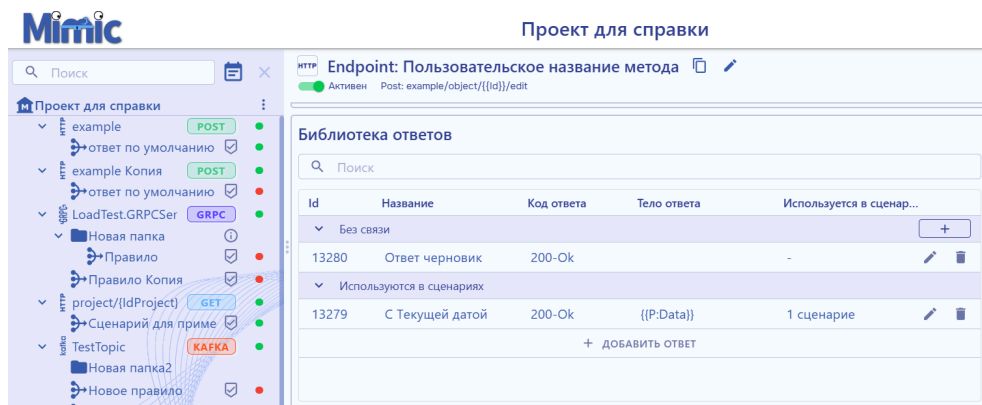 Mimic
Проект для справки
Поиск
Проект для справки
example POST
ответ по умолчанию
example Копия POST
ответ по умолчанию
LoadTest.GRPCSer GRPC
Новая папка
Правило
Правило Копия
project/{IdProject} GET
Сценарий для приме
TestTopic KAFKA
Новая папка2
Новое правило
HTTP Endpoint: Пользовательское название метода
Активен Post: example/object/{{Id}}/edit
Библиотека ответов
Поиск
Id Название Код ответа Тело ответа Используется в сценар...
Без связи +
13280 Ответ черновик 200-Ok -
Используются в сценариях
13279 С Текущей датой 200-Ok {{P:Data}} 1 сценарие
+ ДОБАВИТЬ ОТВЕТ